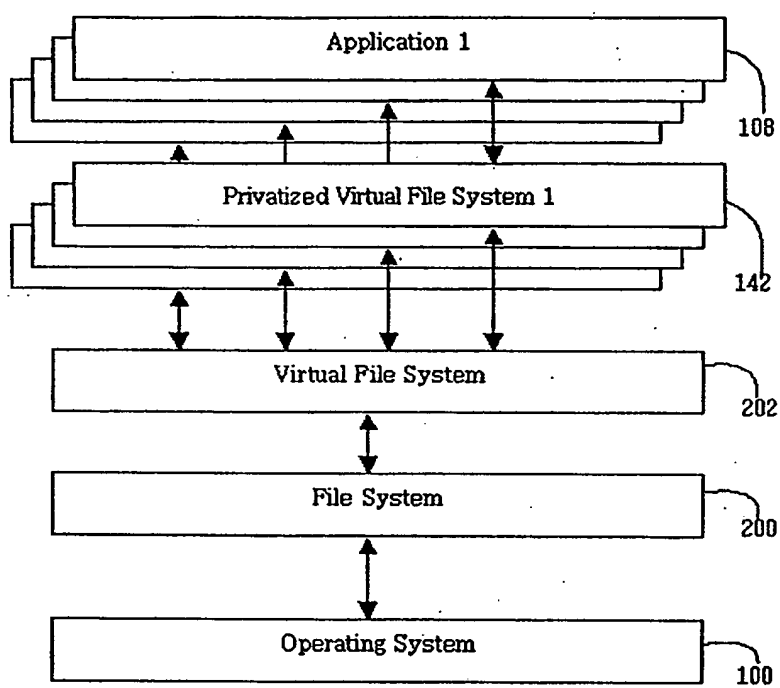 Application 1
108
Privatized Virtual File System 1
142
Virtual File System
202
File System
200
Operating System
100